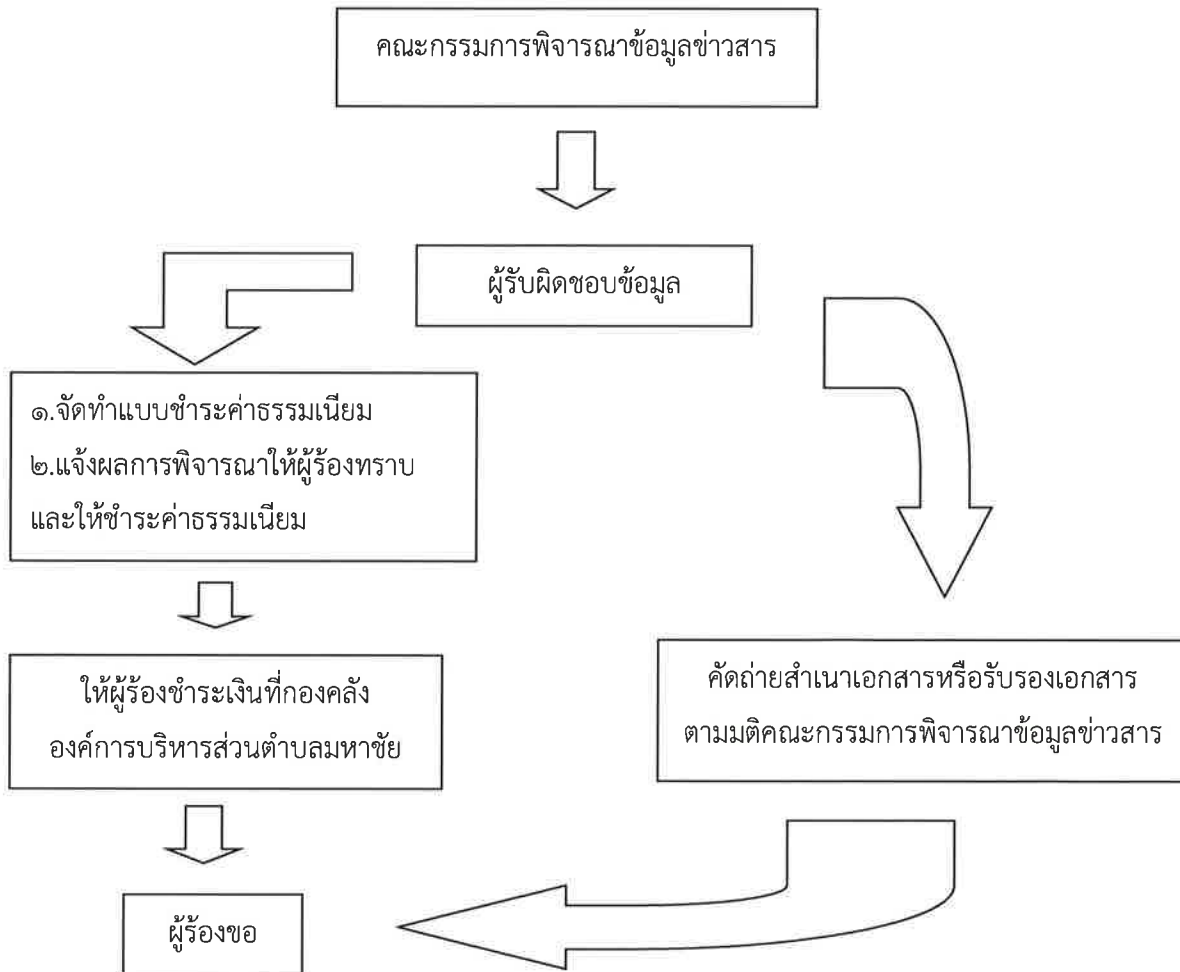 คณะกรรมการพิจารณาข้อมูลข่าวสาร
ผู้รับผิดชอบข้อมูล
๑.จัดทำแบบชำระค่าธรรมเนียม
๒.แจ้งผลการพิจารณาให้ผู้ร้องทราบ
และให้ชำระค่าธรรมเนียม
ให้ผู้ร้องชำระเงินที่กองคลัง
องค์การบริหารส่วนตำบลมหาชัย
คัดถ่ายสำเนาเอกสารหรือรับรองเอกสาร
ตามมติคณะกรรมการพิจารณาข้อมูลข่าวสาร
ผู้ร้องขอ